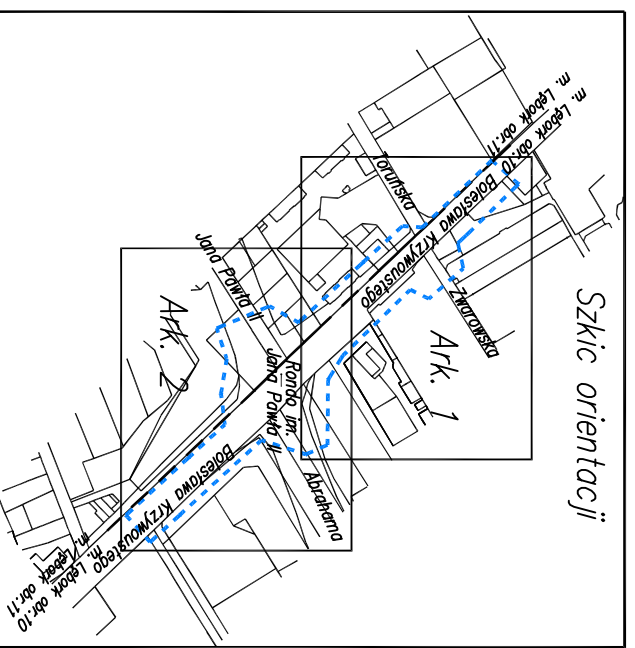 Szkic orientacji
m. Lębork obr.10
m. Lębork obr.11
Toruńska
Bolesława Krzywoustego
Zwarowska
Ark. 1
Jana Pawła II
Ark. 2
Rondo im.
Jana Pawła II
Abrahama
Bolesława Krzywoustego
m. Lębork obr.10
m. Lębork obr.11